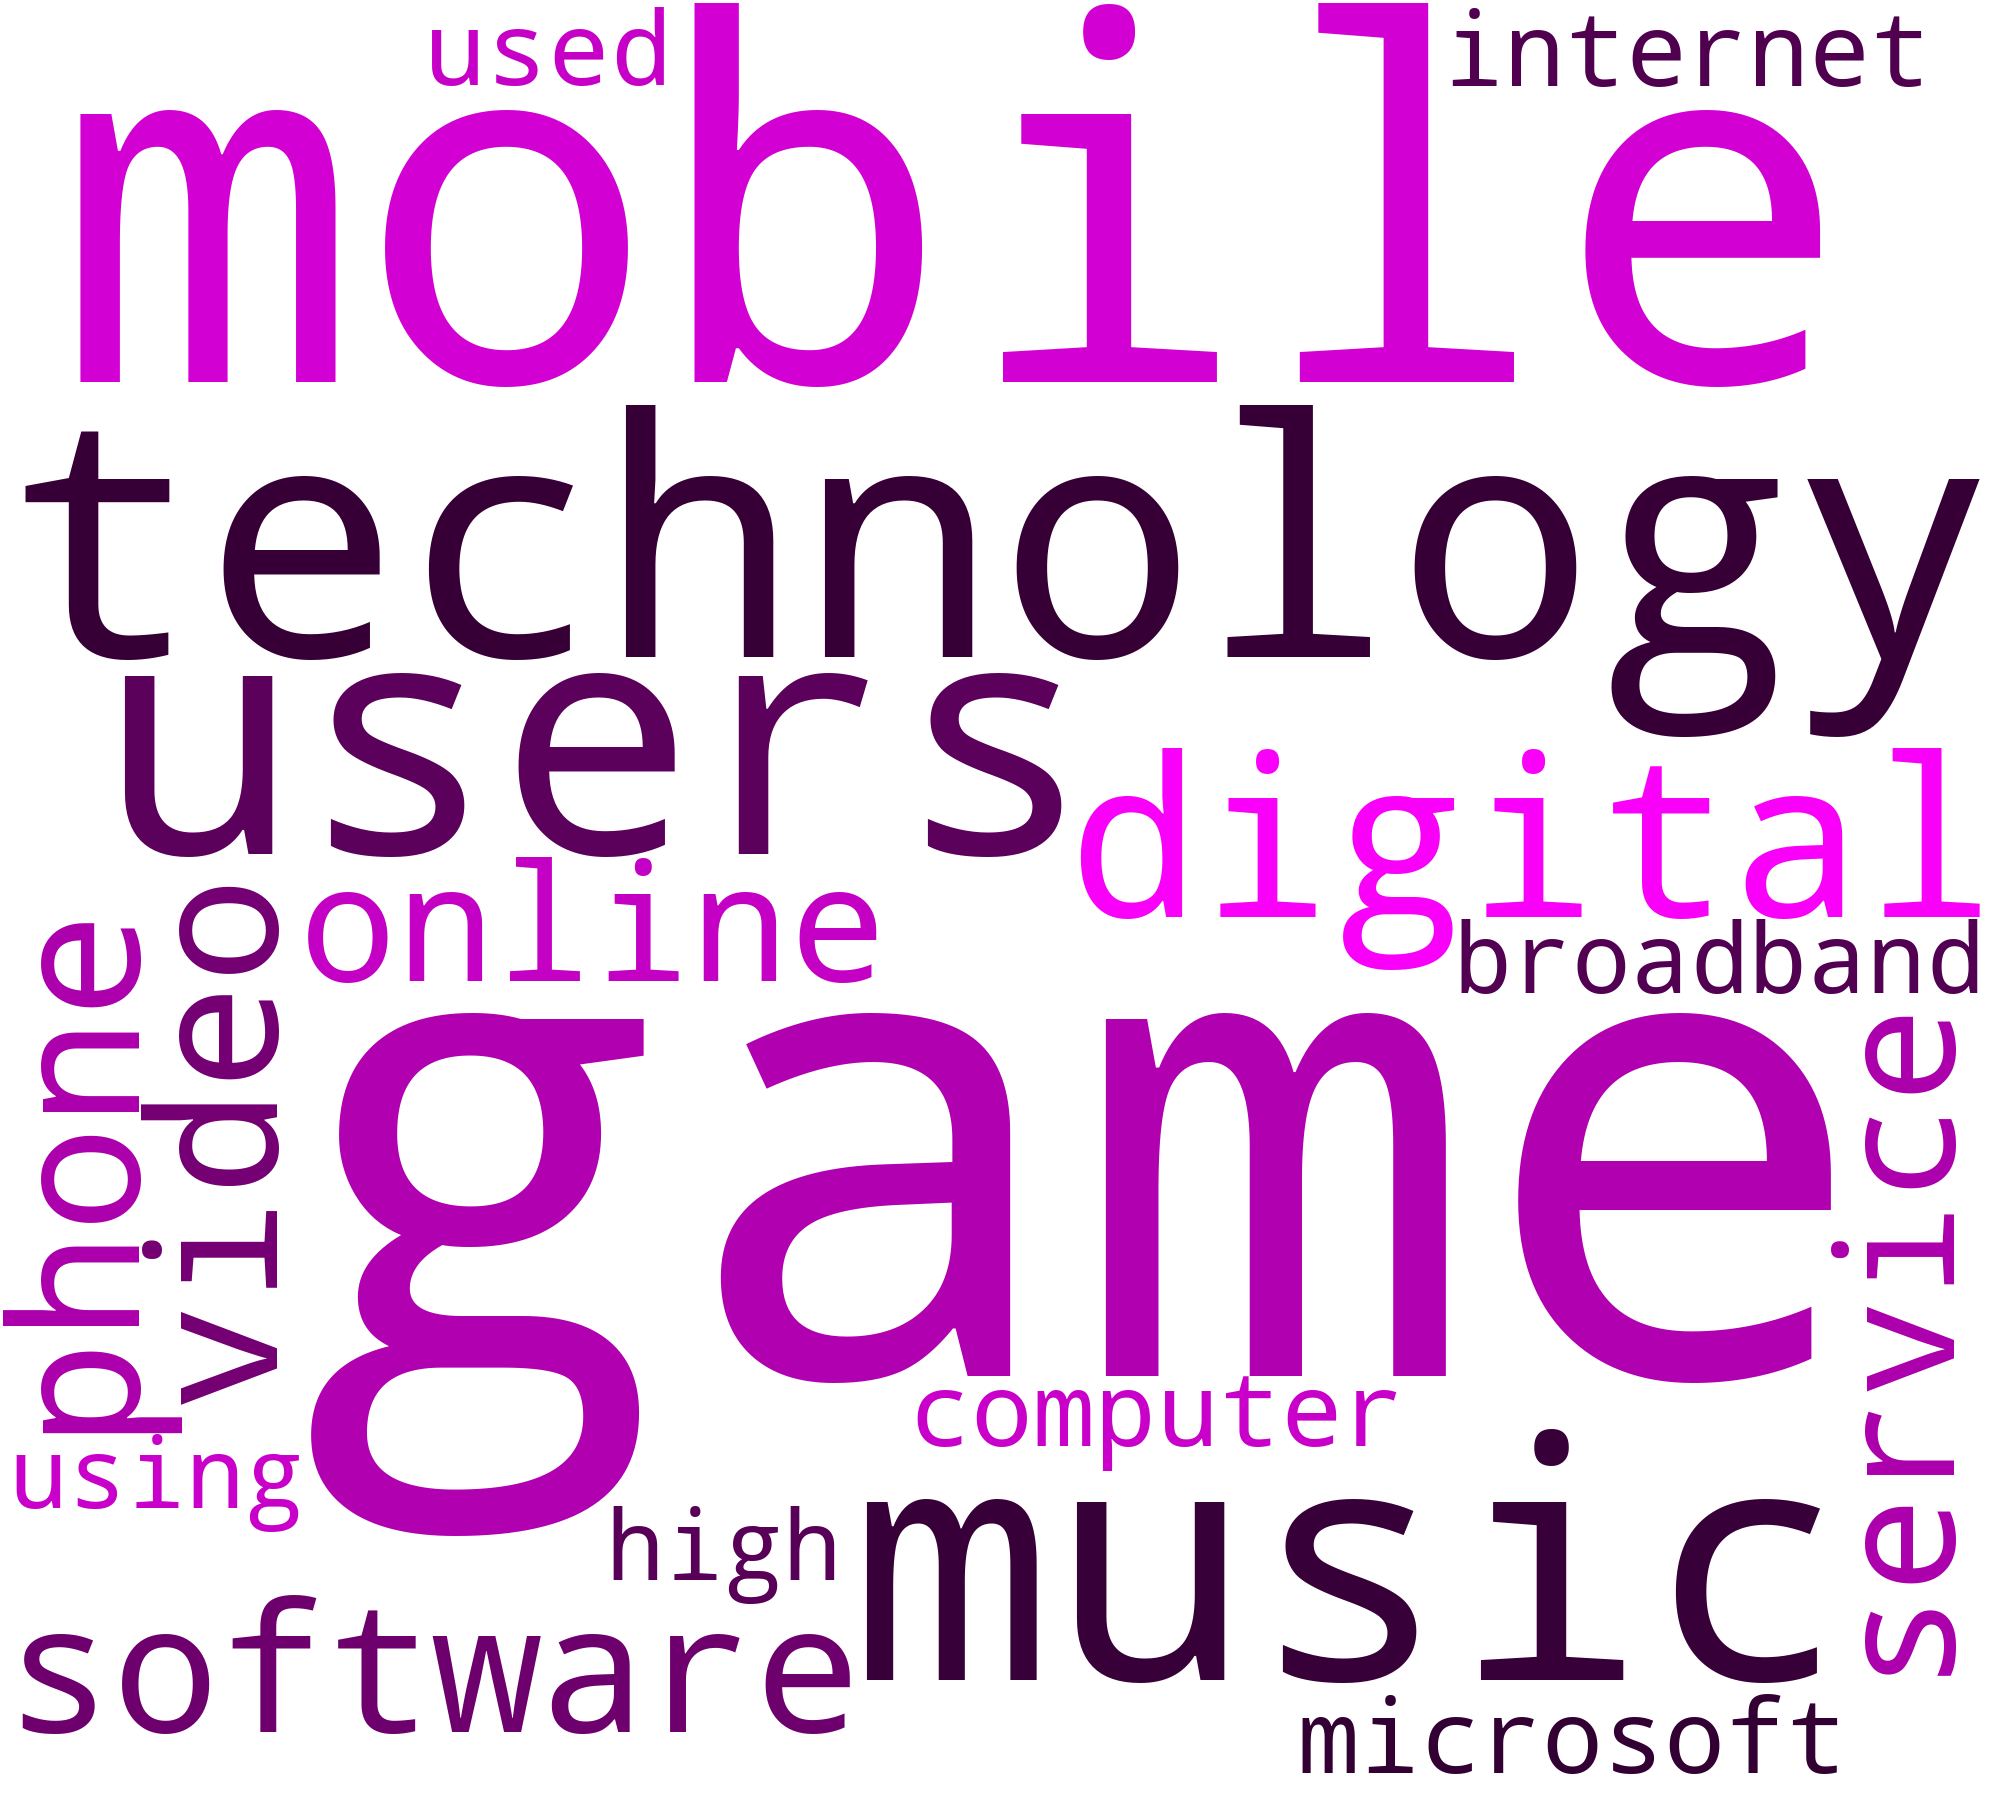 used
internet
mobile
technology
users
digital
online
broadband
phone
video
game
service
computer
using
high
music
software
microsoft